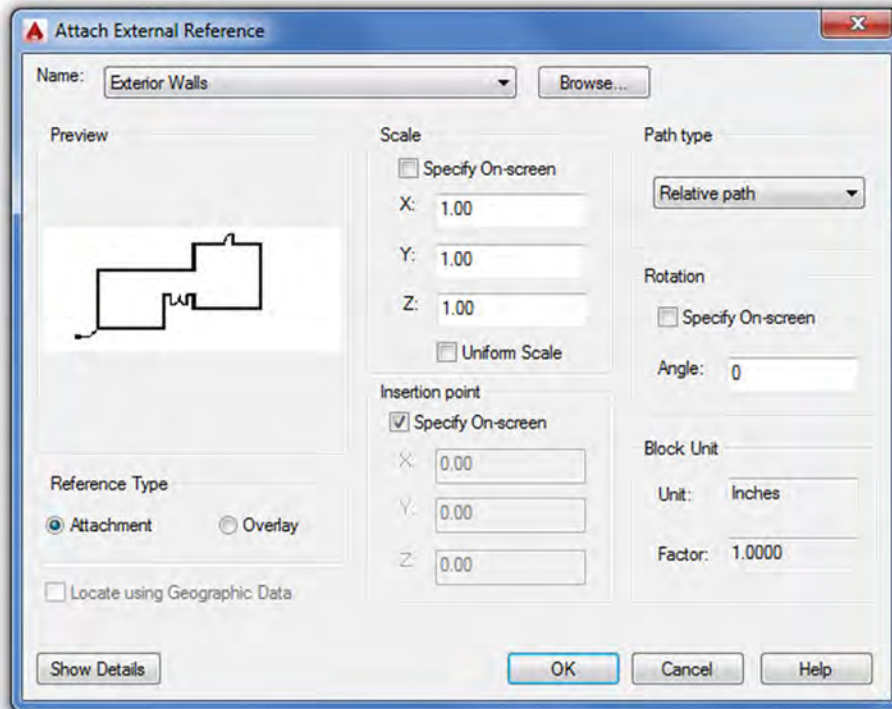 Attach External Reference
Name: Exterior Walls Browse...
Preview
Scale
Specify On-screen
X: 1.00
Y: 1.00
Z: 1.00
Uniform Scale
Path type
Relative path
Rotation
Specify On-screen
Angle: 0
Insertion point
Specify On-screen
X: 0.00
Y: 0.00
Z: 0.00
Block Unit
Unit: Inches
Factor: 1.0000
Reference Type
Attachment Overlay
Locate using Geographic Data
Show Details OK Cancel Help